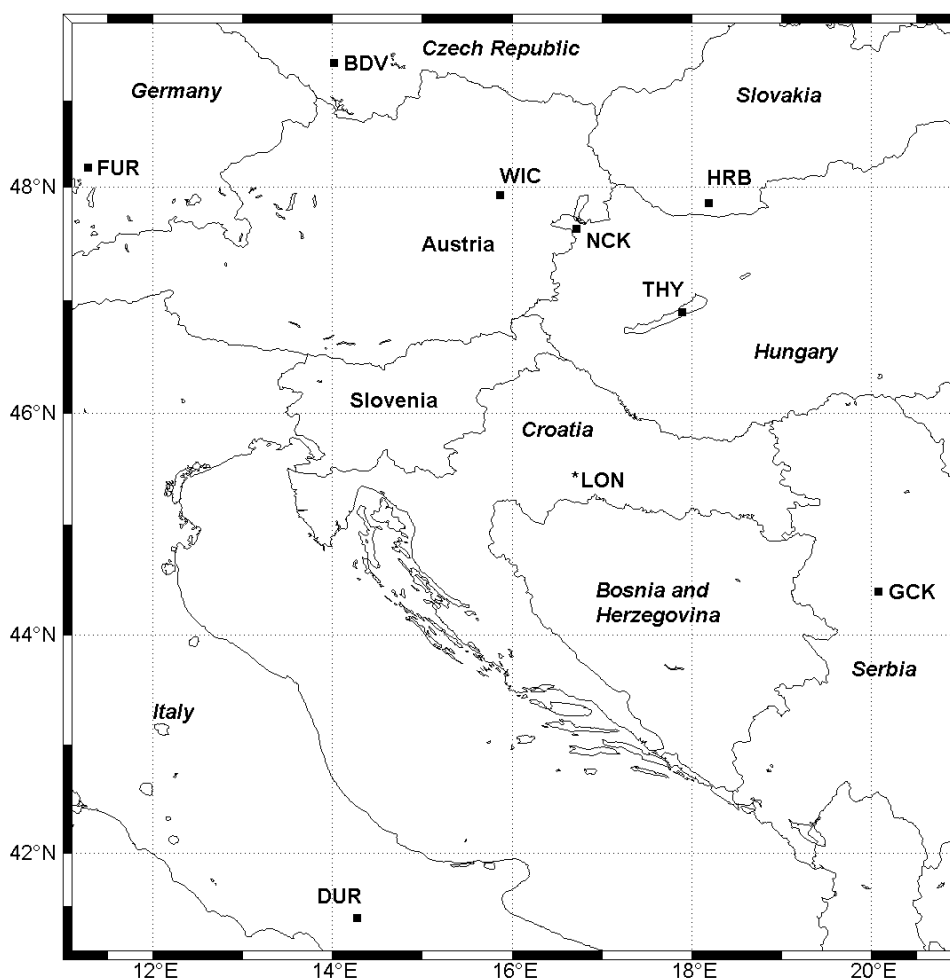 Czech Republic
BDV
Germany
Slovakia
FUR
48°N
WIC
HRB
Austria
NCK
THY
Hungary
46°N
Slovenia
Croatia
*LON
Bosnia and
Herzegovina
GCK
44°N
Serbia
Italy
42°N
DUR
12°E 14°E 16°E 18°E 20°E